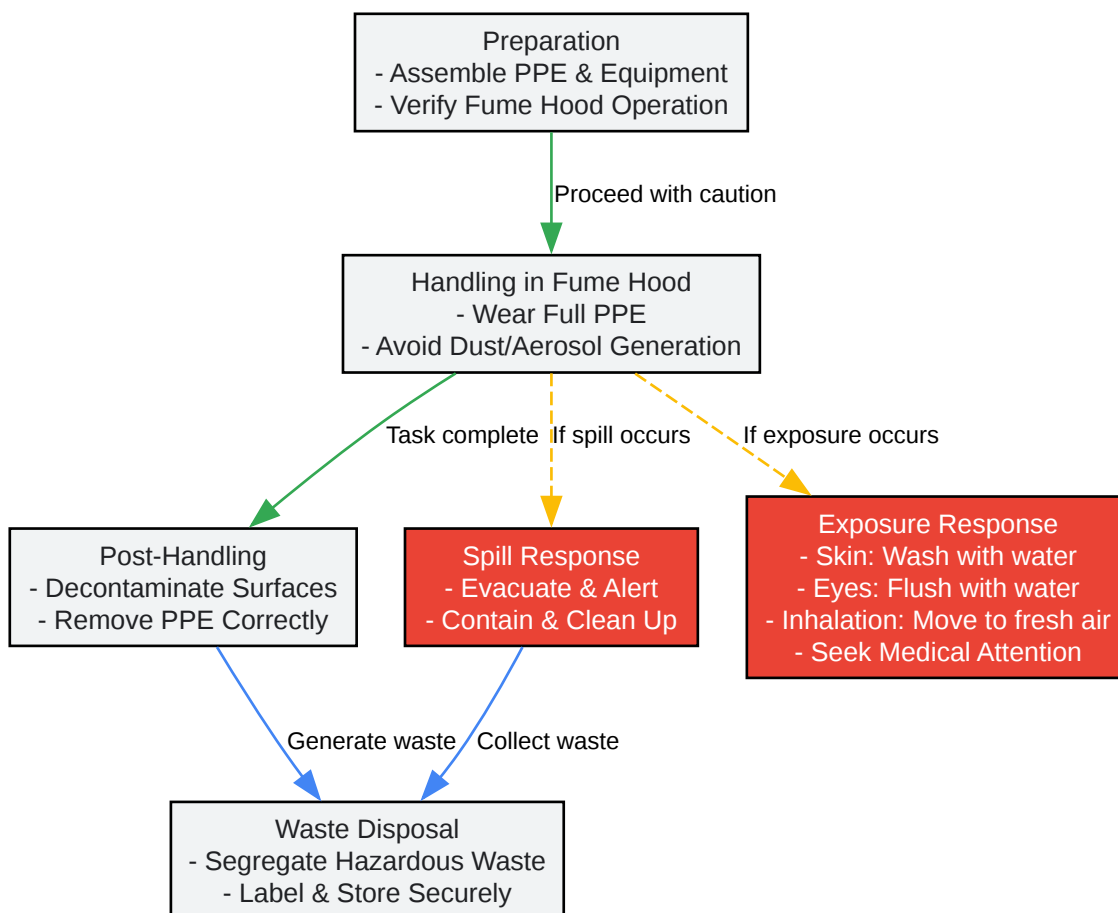 Preparation
- Assemble PPE & Equipment
- Verify Fume Hood Operation
Proceed with caution
Handling in Fume Hood
- Wear Full PPE
- Avoid Dust/Aerosol Generation
Task complete
If spill occurs
If exposure occurs
Post-Handling
- Decontaminate Surfaces
- Remove PPE Correctly
Spill Response
- Evacuate & Alert
- Contain & Clean Up
Exposure Response
- Skin: Wash with water
- Eyes: Flush with water
- Inhalation: Move to fresh air
- Seek Medical Attention
Generate waste
Collect waste
Waste Disposal
- Segregate Hazardous Waste
- Label & Store Securely